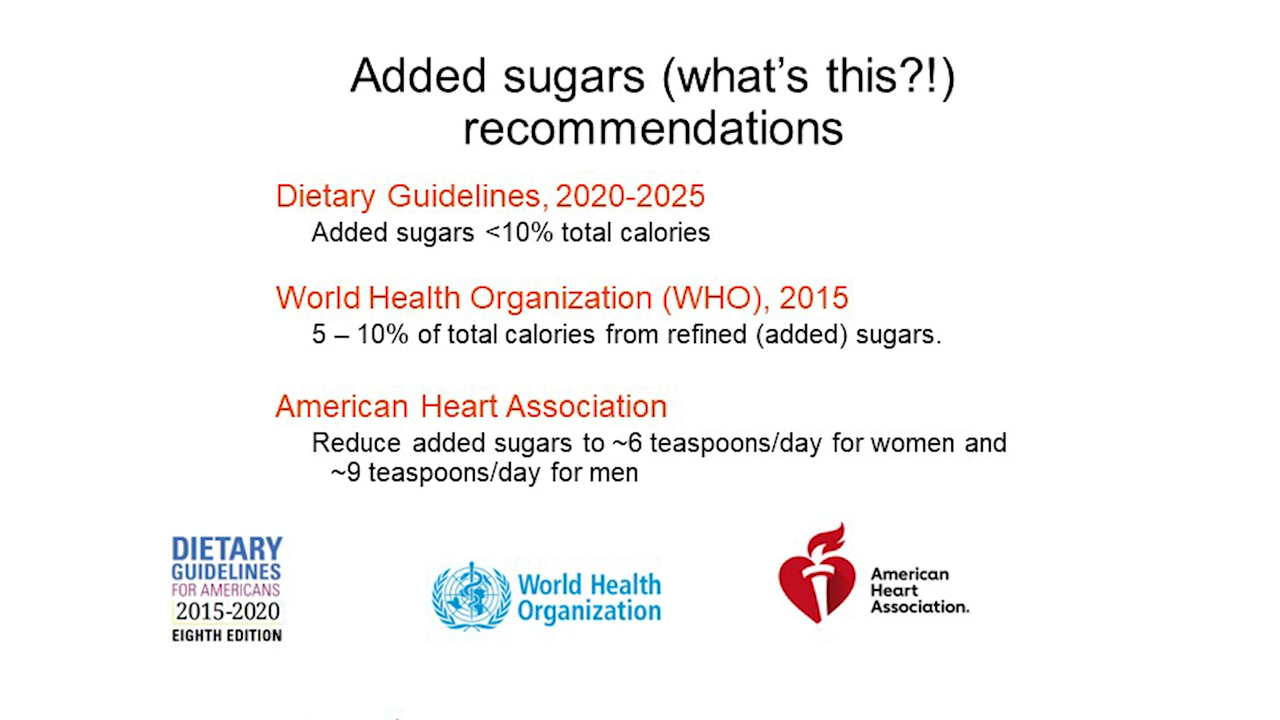 Added sugars (what's this?!)
recommendations
Dietary Guidelines, 2020-2025
Added sugars <10% total calories
World Health Organization (WHO), 2015
5 – 10% of total calories from refined (added) sugars.
American Heart Association
Reduce added sugars to ~6 teaspoons/day for women and
~9 teaspoons/day for men
DIETARY
GUIDELINES
FOR AMERICANS
2015-2020
EIGHTH EDITION
World Health
Organization
American
Heart
Association.